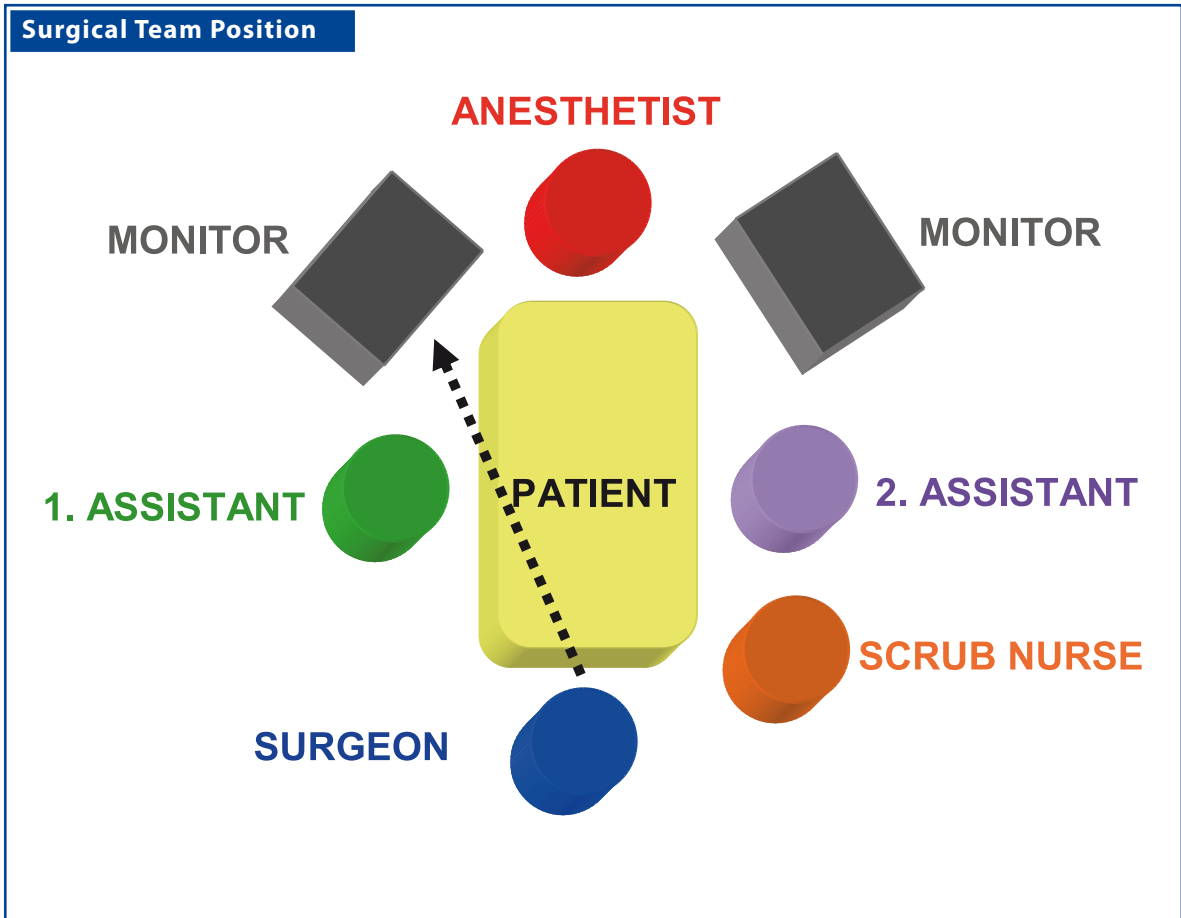 Surgical Team Position
ANESTHETIST
MONITOR
MONITOR
1. ASSISTANT
PATIENT
2. ASSISTANT
SCRUB NURSE
SURGEON